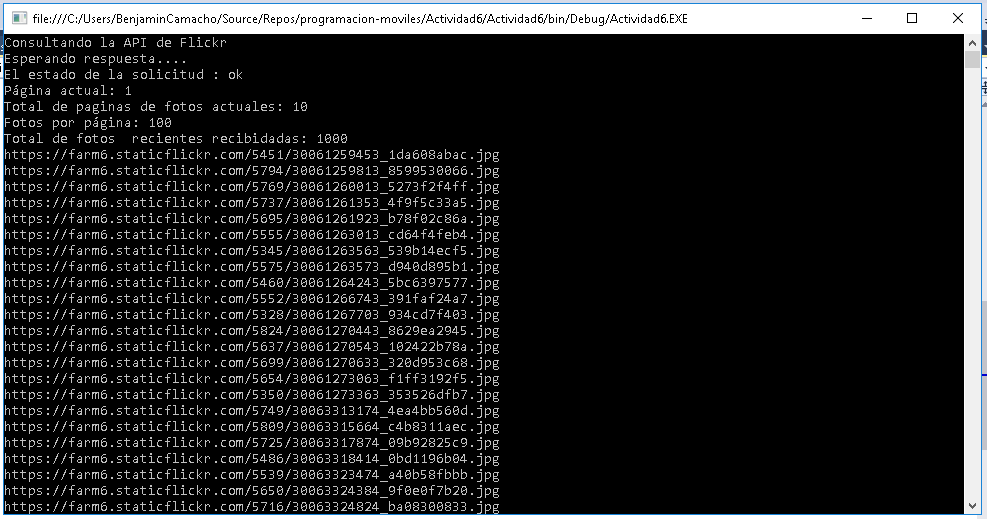 file:///C:/Users/BenjaminCamacho/Source/Repos/programacion-moviles/Actividad6/Actividad6/bin/Debug/Actividad6.EXE
Consultando la API de Flickr
Esperando respuesta....
El estado de la solicitud : ok
Página actual: 1
Total de paginas de fotos actuales: 10
Fotos por página: 100
Total de fotos  recientes recibidadas: 1000
https://farm6.staticflickr.com/5451/30061259453_1da608abac.jpg
https://farm6.staticflickr.com/5794/30061259813_8599530066.jpg
https://farm6.staticflickr.com/5769/30061260013_5273f2f4ff.jpg
https://farm6.staticflickr.com/5737/30061261353_4f9f5c33a5.jpg
https://farm6.staticflickr.com/5695/30061261923_b78f02c86a.jpg
https://farm6.staticflickr.com/5555/30061263013_cd64f4feb4.jpg
https://farm6.staticflickr.com/5345/30061263563_539b14ecf5.jpg
https://farm6.staticflickr.com/5575/30061263573_d940d895b1.jpg
https://farm6.staticflickr.com/5460/30061264243_5bc6397577.jpg
https://farm6.staticflickr.com/5552/30061266743_391faf24a7.jpg
https://farm6.staticflickr.com/5328/30061267703_934cd7f403.jpg
https://farm6.staticflickr.com/5824/30061270443_8629ea2945.jpg
https://farm6.staticflickr.com/5637/30061270543_102422b78a.jpg
https://farm6.staticflickr.com/5699/30061270633_320d953c68.jpg
https://farm6.staticflickr.com/5654/30061273063_f1ff3192f5.jpg
https://farm6.staticflickr.com/5350/30061273363_353526dfb7.jpg
https://farm6.staticflickr.com/5749/30063313174_4ea4bb560d.jpg
https://farm6.staticflickr.com/5809/30063315664_c4b8311aec.jpg
https://farm6.staticflickr.com/5725/30063317874_09b92825c9.jpg
https://farm6.staticflickr.com/5486/30063318414_0bd1196b04.jpg
https://farm6.staticflickr.com/5539/30063323474_a40b58fbbb.jpg
https://farm6.staticflickr.com/5650/30063324384_9f0e0f7b20.jpg
https://farm6.staticflickr.com/5716/30063324824_ba08300833.jpg